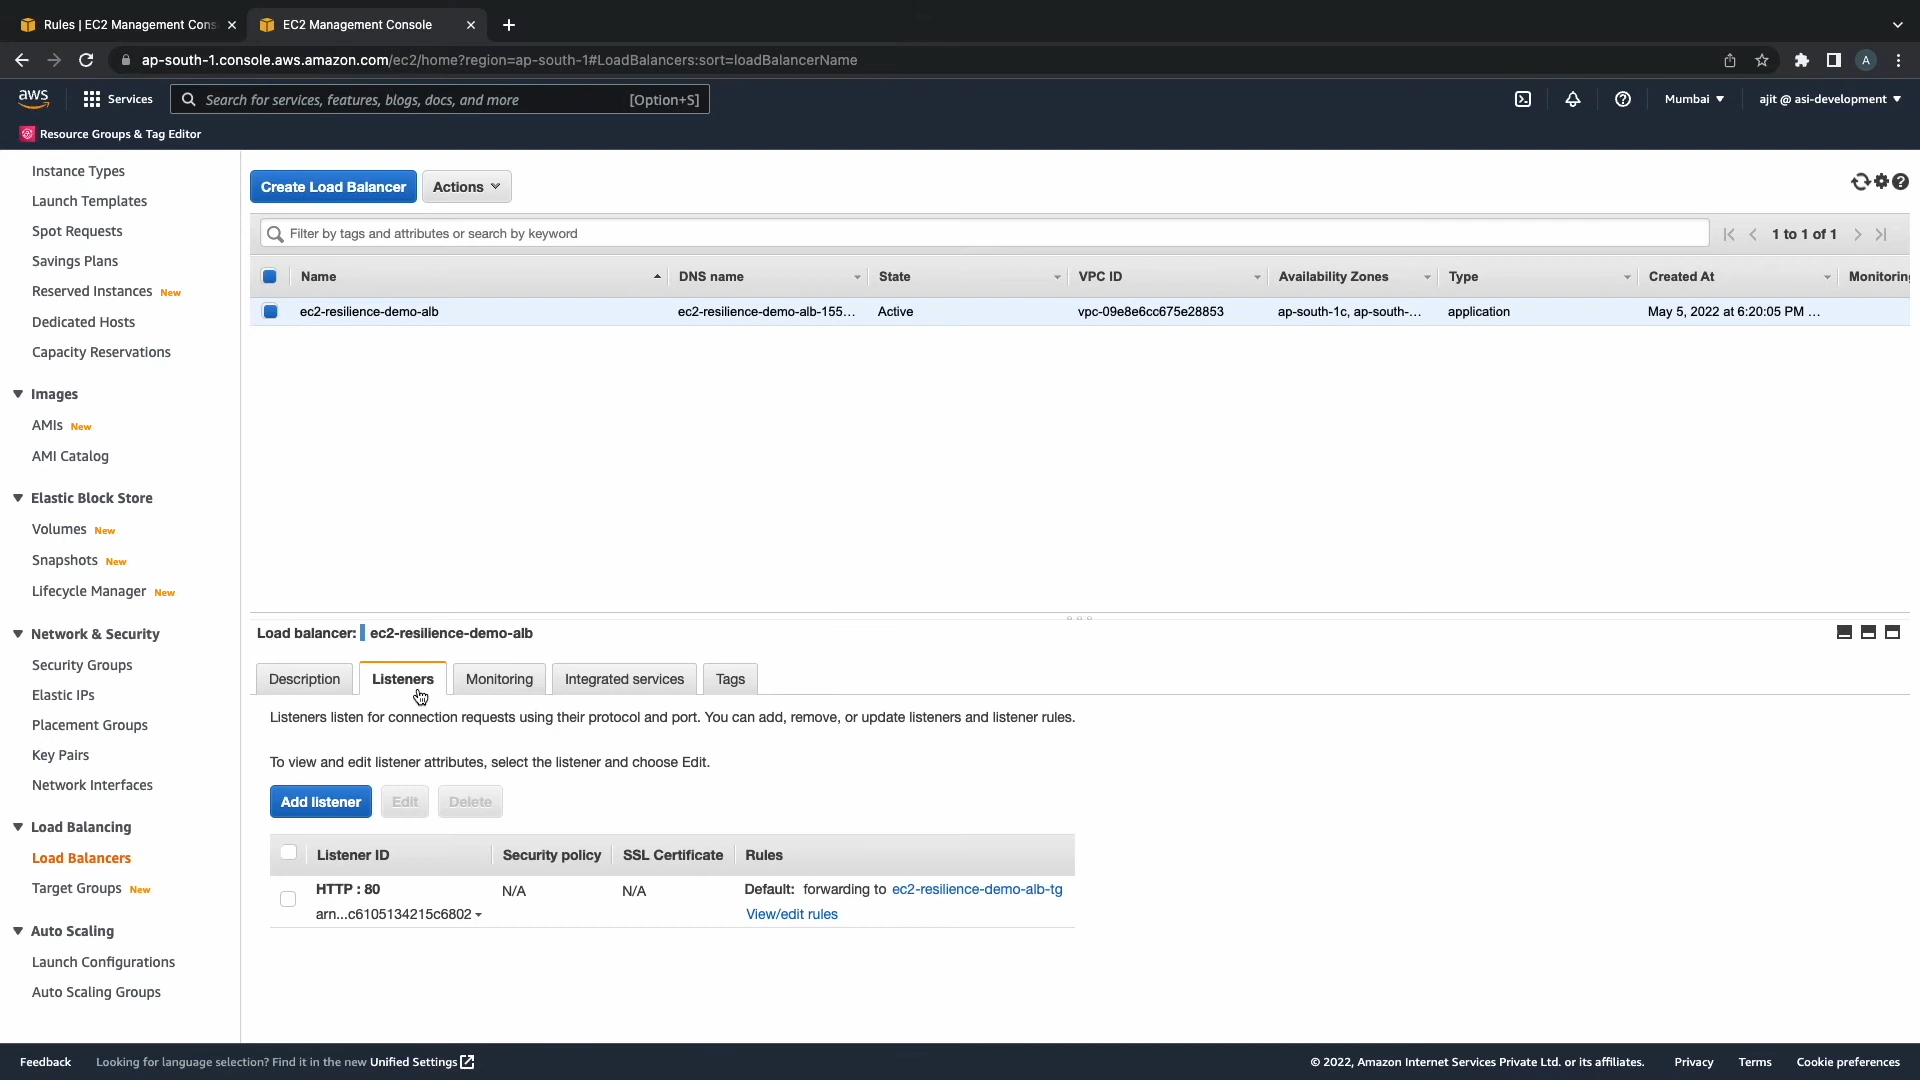 Rules | EC2 Management Cons
EC2 Management Console
ap-south-1.console.aws.amazon.com/ec2/home?region=ap-south-1#LoadBalancers:sort=loadBalancerName
A
aws
Services
Search for services, features, blogs, docs, and more
[Option+S]
Mumbai
ajit @ asi-development
Resource Groups & Tag Editor
Instance Types
Launch Templates
Spot Requests
Savings Plans
Reserved Instances New
Dedicated Hosts
Capacity Reservations
Images
AMIs New
AMI Catalog
Elastic Block Store
Volumes New
Snapshots New
Lifecycle Manager New
Network & Security
Security Groups
Elastic IPs
Placement Groups
Key Pairs
Network Interfaces
Load Balancing
Load Balancers
Target Groups New
Auto Scaling
Launch Configurations
Auto Scaling Groups
Create Load Balancer
Actions
Filter by tags and attributes or search by keyword
1 to 1 of 1
Name DNS name State VPC ID Availability Zones Type Created At Monitoring
ec2-resilience-demo-alb ec2-resilience-demo-alb-155... Active vpc-09e8e6cc675e28853 ap-south-1c, ap-south-... application May 5, 2022 at 6:20:05 PM ...
Load balancer: ec2-resilience-demo-alb
Description Listeners Monitoring Integrated services Tags
Listeners listen for connection requests using their protocol and port. You can add, remove, or update listeners and listener rules.
To view and edit listener attributes, select the listener and choose Edit.
Add listener Edit Delete
Listener ID Security policy SSL Certificate Rules
HTTP : 80 N/A N/A Default: forwarding to ec2-resilience-demo-alb-tg
arn...c6105134215c6802 View/edit rules
Feedback
Looking for language selection? Find it in the new Unified Settings
© 2022, Amazon Internet Services Private Ltd. or its affiliates.
Privacy
Terms
Cookie preferences